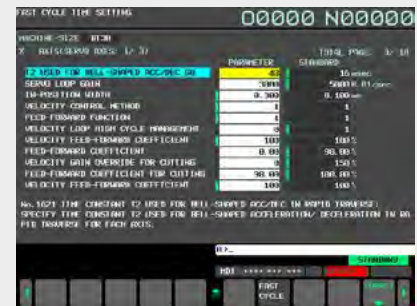 FAST CYCLE TIME SETTING
O0000 N00000
MACHINE-SIZE 0130
X AXIS(SERVO AXES: 1/ 3) TOTAL PAGE: 1/ 10
PARAMETER STANDARD
T2 USED FOR BELL-SHAPED ACC/DEC
SERVO LOOP GAIN
IN-POSITION WIDTH
VELOCITY CONTROL METHOD 1 1
FEED-FORWARD FUNCTION 1 1
VELOCITY LOOP HIGH CYCLE MANAGEMENT
VELOCITY FEED-FORWARD COEFFICIENT 100 100 %
FEED-FORWARD COEFFICIENT 0.00 98.00 %
VELOCITY GAIN OVERRIDE FOR CUTTING 0 150 %
FEED-FORWARD COEFFICIENT FOR CUTTING 98.00 100.00 %
VELOCITY FEED-FORWARD COEFFICIENT 100 100 %
No.1621 TIME CONSTANT T2 USED FOR BELL-SHAPED ACC/DEC IN RAPID TRAVERSE:
SPECIFY TIME CONSTANT T2 USED FOR BELL-SHAPED ACCELERATION/ DECELERATION IN RA
PID TRAVERSE FOR EACH AXIS.
A)_
STANDARD
MDI **** *** ***
FAST
CYCLE